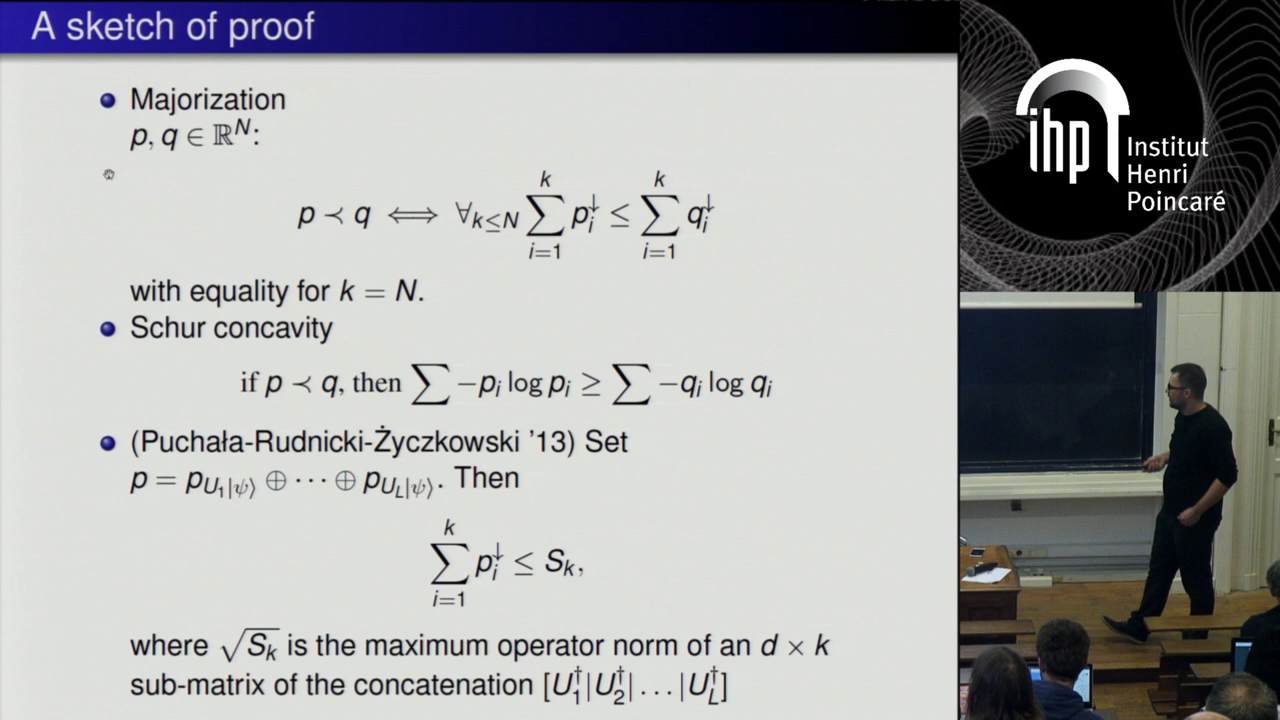 A sketch of proof
Majorization
p, q ∈ ℝ^N:
p ≺ q ⟺ ∀_{k≤N} ∑_{i=1}^{k} p_i^↓ ≤ ∑_{i=1}^{k} q_i^↓
with equality for k = N.
Schur concavity
if p ≺ q, then ∑ −p_i log p_i ≥ ∑ −q_i log q_i
(Puchała-Rudnicki-Życzkowski '13) Set
p = p_{U_1|ψ⟩} ⊕ ⋯ ⊕ p_{U_L|ψ⟩}. Then
∑_{i=1}^{k} p_i^↓ ≤ S_k,
where √S_k is the maximum operator norm of an d × k
sub-matrix of the concatenation [U_1^†|U_2^†| … |U_L^†]
ihp
Institut
Henri
Poincaré